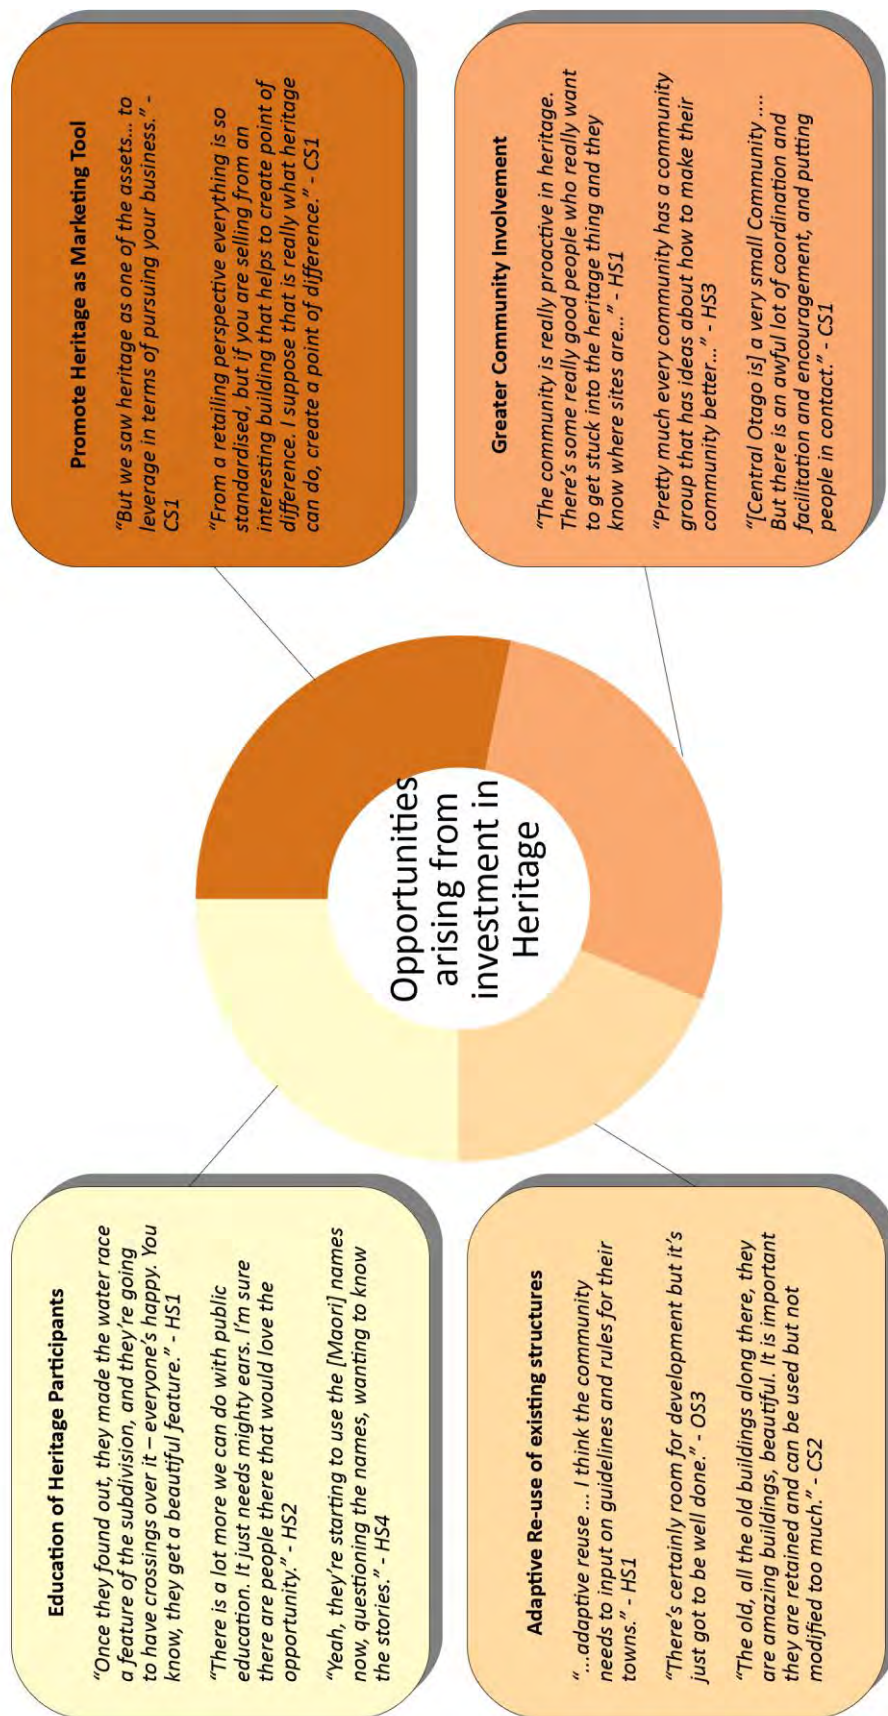 Education of Heritage Participants
“Once they found out, they made the water race
a feature of the subdivision, and they’re going
to have crossings over it – everyone’s happy. You
know, they get a beautiful feature.” - HS1
“There is a lot more we can do with public
education. It just needs mighty ears. I’m sure
there are people there that would love the
opportunity.” - HS2
“Yeah, they’re starting to use the [Maori] names
now, questioning the names, wanting to know
the stories.” - HS4
Promote Heritage as Marketing Tool
“But we saw heritage as one of the assets... to
leverage in terms of pursuing your business.” -
CS1
“From a retailing perspective everything is so
standardised, but if you are selling from an
interesting building that helps to create point of
difference. I suppose that is really what heritage
can do, create a point of difference.” - CS1
Opportunities
arising from
investment in
Heritage
Adaptive Re-use of existing structures
“...adaptive reuse ... I think the community
needs to input on guidelines and rules for their
towns.” - HS1
“There’s certainly room for development but it’s
just got to be well done.” - OS3
“The old, all the old buildings along there, they
are amazing buildings, beautiful. It is important
they are retained and can be used but not
modified too much.” - CS2
Greater Community Involvement
“The community is really proactive in heritage.
There’s some really good people who really want
to get stuck into the heritage thing and they
know where sites are...” - HS1
“Pretty much every community has a community
group that has ideas about how to make their
community better...” - HS3
“[Central Otago is] a very small Community ....
But there is an awful lot of coordination and
facilitation and encouragement, and putting
people in contact.” - CS1